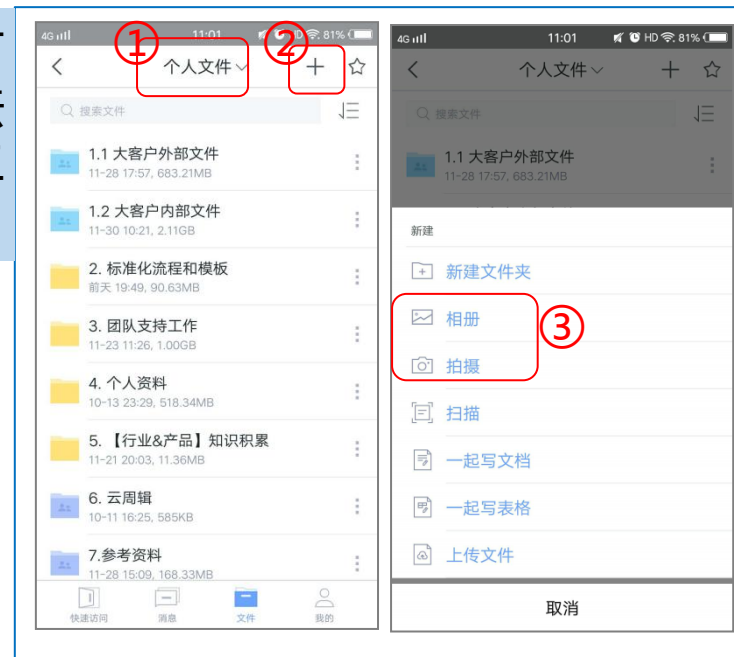 4G 11:01 HD 81%
① ②
个人文件
搜索文件
1.1 大客户外部文件
11-28 17:57, 683.21MB
1.2 大客户内部文件
11-30 10:21, 2.11GB
2. 标准化流程和模板
前天 19:49, 90.63MB
3. 团队支持工作
11-23 11:26, 1.00GB
4. 个人资料
10-13 23:29, 518.34MB
5. 【行业&产品】知识积累
11-21 20:03, 11.36MB
6. 云周辑
10-11 16:25, 585KB
7.参考资料
11-28 15:09, 168.33MB
快速访问 消息 文件 我的
4G 11:01 HD 81%
个人文件
搜索文件
1.1 大客户外部文件
11-28 17:57, 683.21MB
新建
新建文件夹
相册
③
拍摄
扫描
一起写文档
一起写表格
上传文件
取消